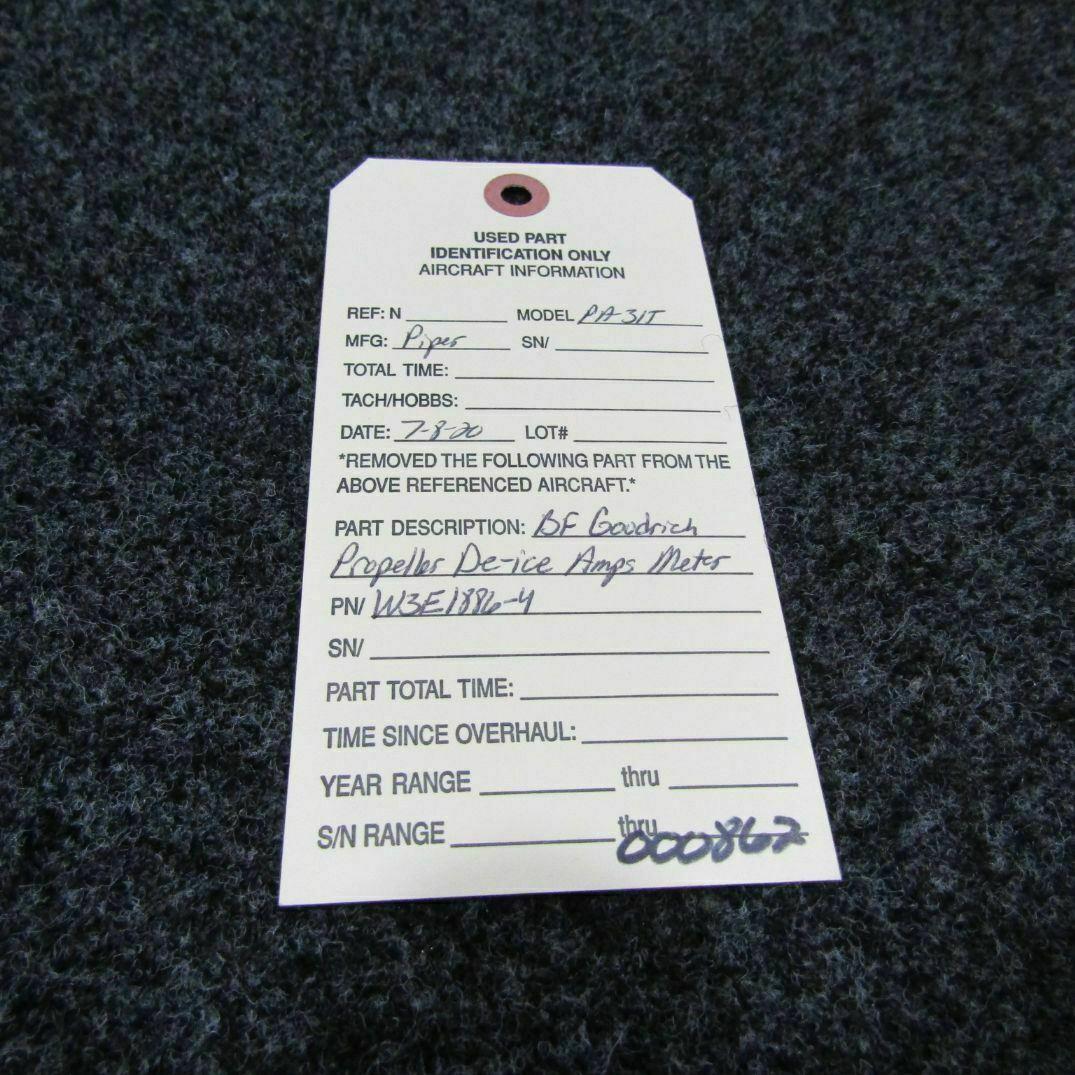 USED PART
IDENTIFICATION ONLY
AIRCRAFT INFORMATION
REF: N MODEL PA-31T
MFG: Piper SN/
TOTAL TIME:
TACH/HOBBS:
DATE: 7-8-20 LOT#
*REMOVED THE FOLLOWING PART FROM THE
ABOVE REFERENCED AIRCRAFT.*
PART DESCRIPTION: BF Goodrich
Propeller De-ice Amps Meter
PN/ W3E1886-4
SN/
PART TOTAL TIME:
TIME SINCE OVERHAUL:
YEAR RANGE thru
S/N RANGE thru
000862